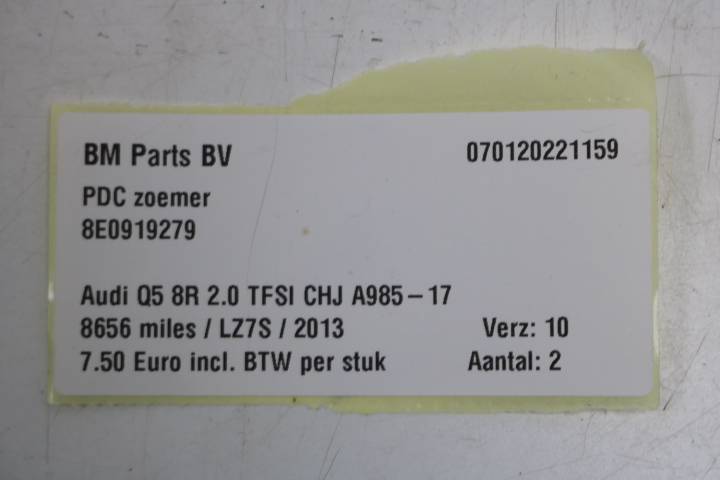 BM Parts BV 070120221159
PDC zoemer
8E0919279
Audi Q5 8R 2.0 TFSI CHJ A985-17
8656 miles / LZ7S / 2013 Verz: 10
7.50 Euro incl. BTW per stuk Aantal: 2